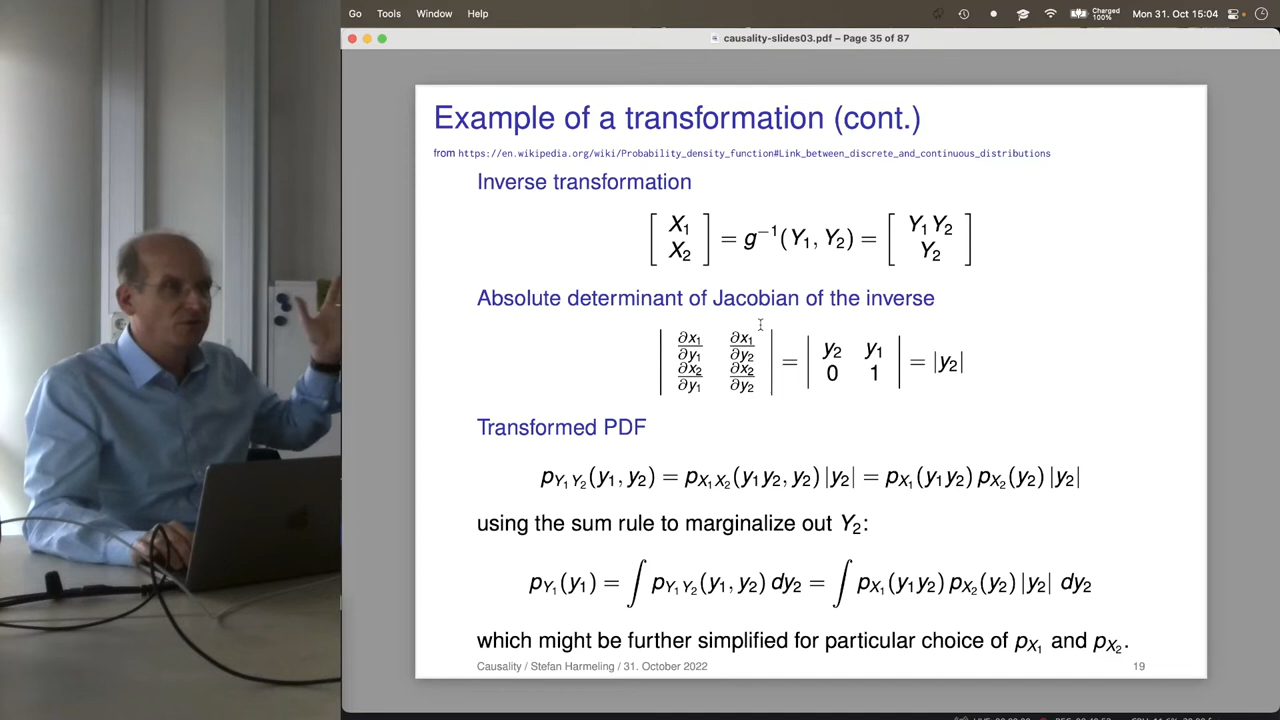 Go Tools Window Help Charged 100% Mon 31. Oct 15:04
causality-slides03.pdf – Page 35 of 87
Example of a transformation (cont.)
from https://en.wikipedia.org/wiki/Probability_density_function#Link_between_discrete_and_continuous_distributions
Inverse transformation
[ X₁ X₂ ] = g⁻¹(Y₁, Y₂) = [ Y₁Y₂ Y₂ ]
Absolute determinant of Jacobian of the inverse
| ∂x₁/∂y₁ ∂x₁/∂y₂ ∂x₂/∂y₁ ∂x₂/∂y₂ | = | y₂ y₁ 0 1 | = |y₂|
Transformed PDF
p_{Y₁Y₂}(y₁, y₂) = p_{X₁X₂}(y₁y₂, y₂) |y₂| = p_{X₁}(y₁y₂) p_{X₂}(y₂) |y₂|
using the sum rule to marginalize out Y₂:
p_{Y₁}(y₁) = ∫ p_{Y₁Y₂}(y₁, y₂) dy₂ = ∫ p_{X₁}(y₁y₂) p_{X₂}(y₂) |y₂| dy₂
which might be further simplified for particular choice of p_{X₁} and p_{X₂}.
Causality / Stefan Harmeling / 31. October 2022 19